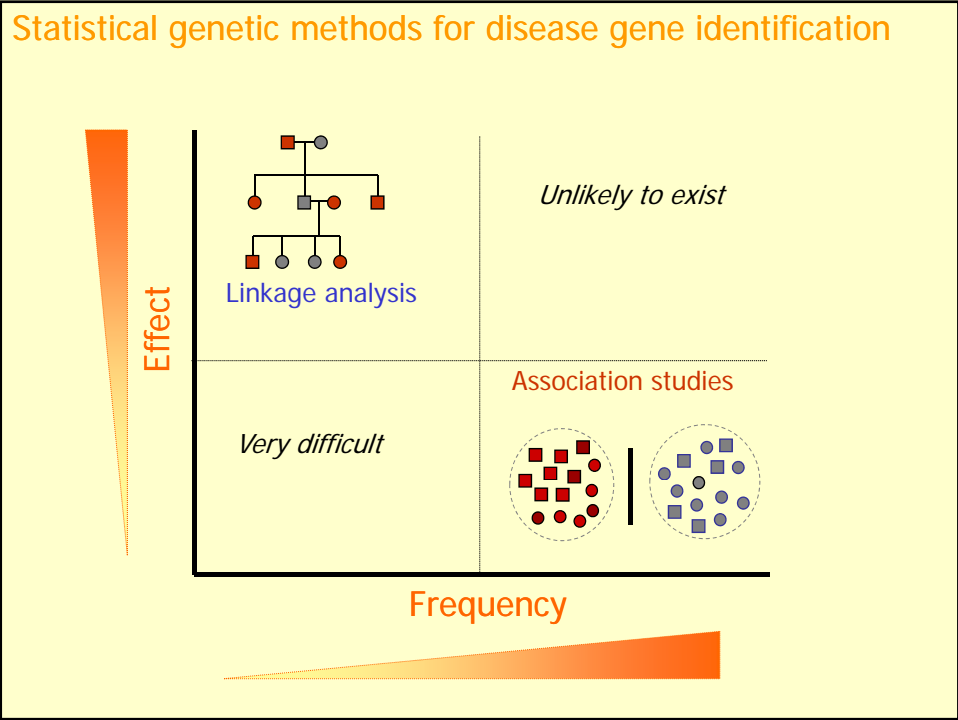 Statistical genetic methods for disease gene identification
Unlikely to exist
Linkage analysis
Effect
Association studies
Very difficult
Frequency